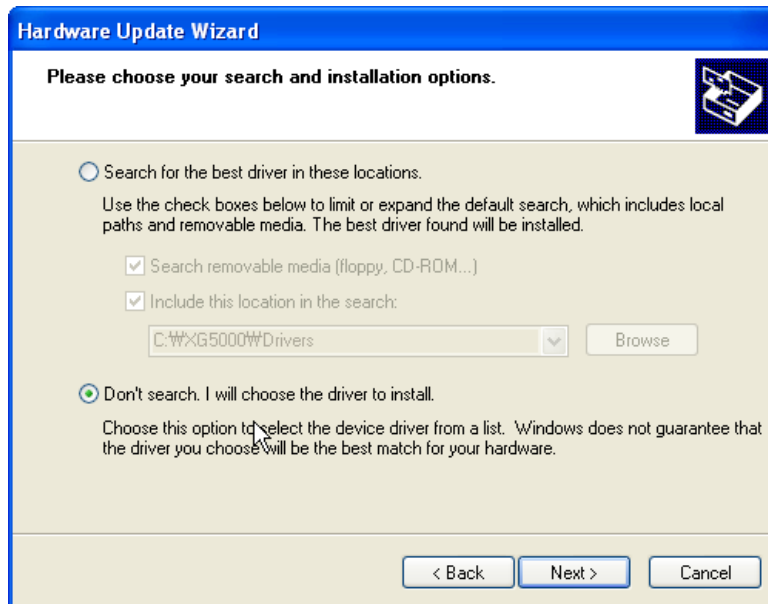 Hardware Update Wizard
Please choose your search and installation options.
Search for the best driver in these locations.
Use the check boxes below to limit or expand the default search, which includes local
paths and removable media. The best driver found will be installed.
Search removable media (floppy, CD-ROM...)
Include this location in the search:
C:₩XG5000₩Drivers
Browse
Don't search. I will choose the driver to install.
Choose this option to select the device driver from a list. Windows does not guarantee that
the driver you choose will be the best match for your hardware.
< Back
Next >
Cancel